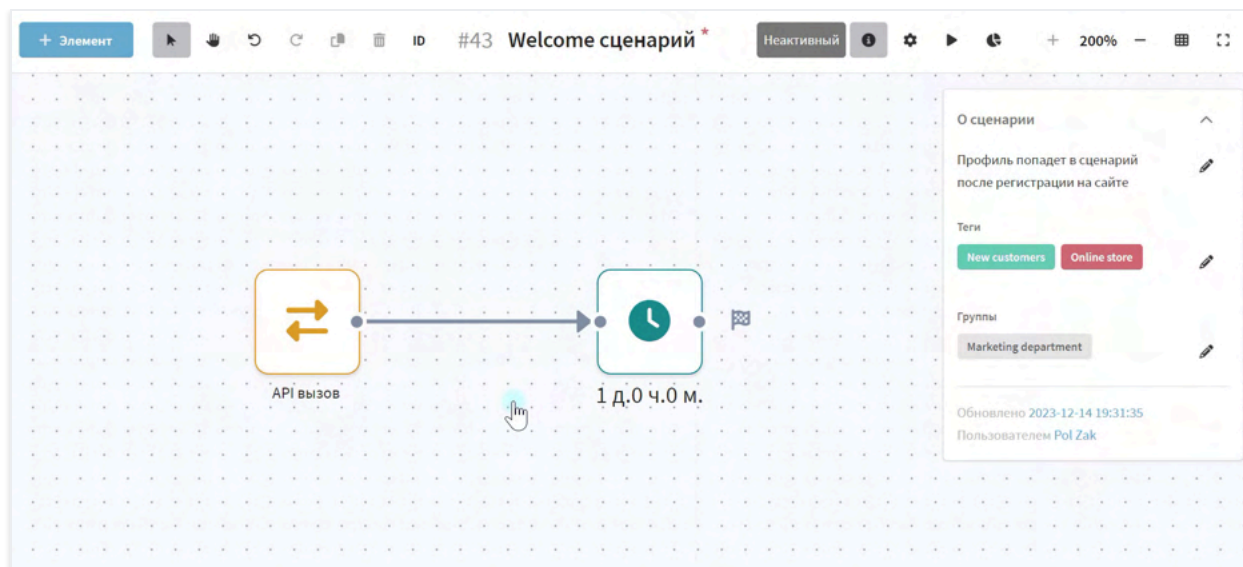 + Элемент
ID
#43 Welcome сценарий *
Неактивный
+ 200% −
О сценарии
Профиль попадет в сценарий
после регистрации на сайте
Теги
New customers
Online store
Группы
Marketing department
API вызов
1 д.0 ч.0 м.
Обновлено 2023-12-14 19:31:35
Пользователем Pol Zak